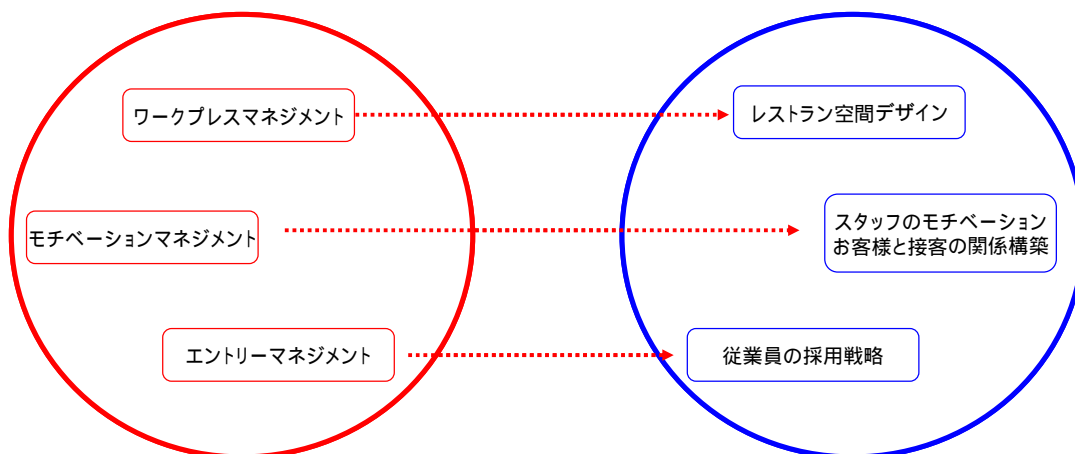 ワークプレスマネジメント
レストラン空間デザイン
モチベーションマネジメント
スタッフのモチベーション
お客様と接客の関係構築
エントリーマネジメント
従業員の採用戦略